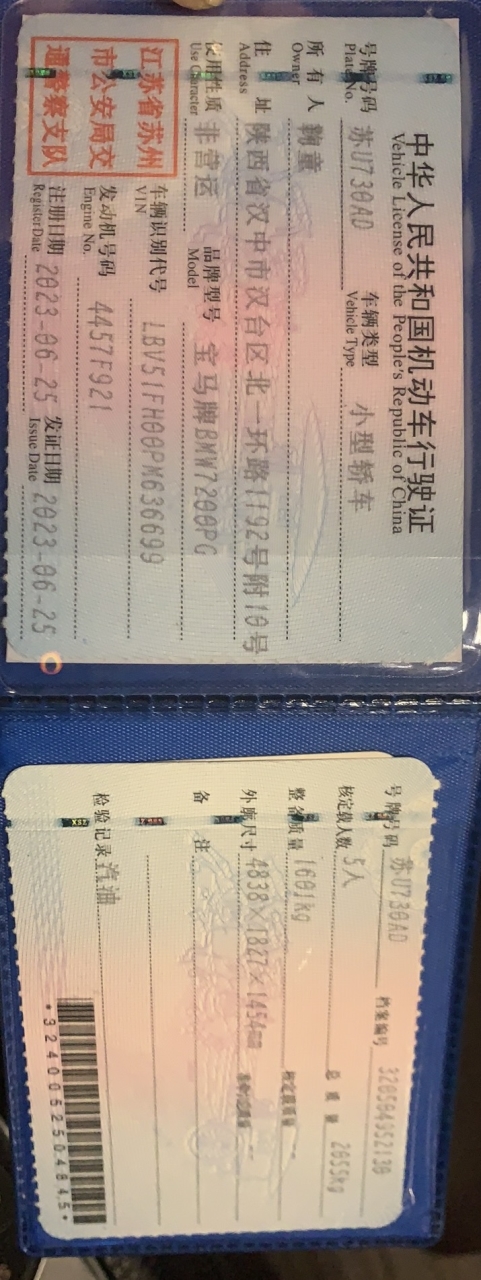 中华人民共和国机动车行驶证
Vehicle License of the People's Republic of China
号牌号码 苏U730AD 车辆类型 小型轿车
Plate No. Vehicle Type
所有人 鞠童
Owner
住址 陕西省汉中市汉台区北一环路1192号附10号
Address
使用性质 非营运 品牌型号 宝马牌BMW7200PG
Use Character Model
江苏省苏州
市公安局交
通警察支队
车辆识别代号 LBV51FH00PM636699
VIN
发动机号码 4457F921
Engine No.
注册日期 2023-06-25 发证日期 2023-06-25
Register Date Issue Date
号牌号码 苏U730AD 档案编号 320504952130
核定载人数 5人 总质量 2055kg
整备质量 1601kg 核定载质量 --
外廓尺寸 4838×1827×1454mm --
备注
检验记录 汽油
*3240052504845*